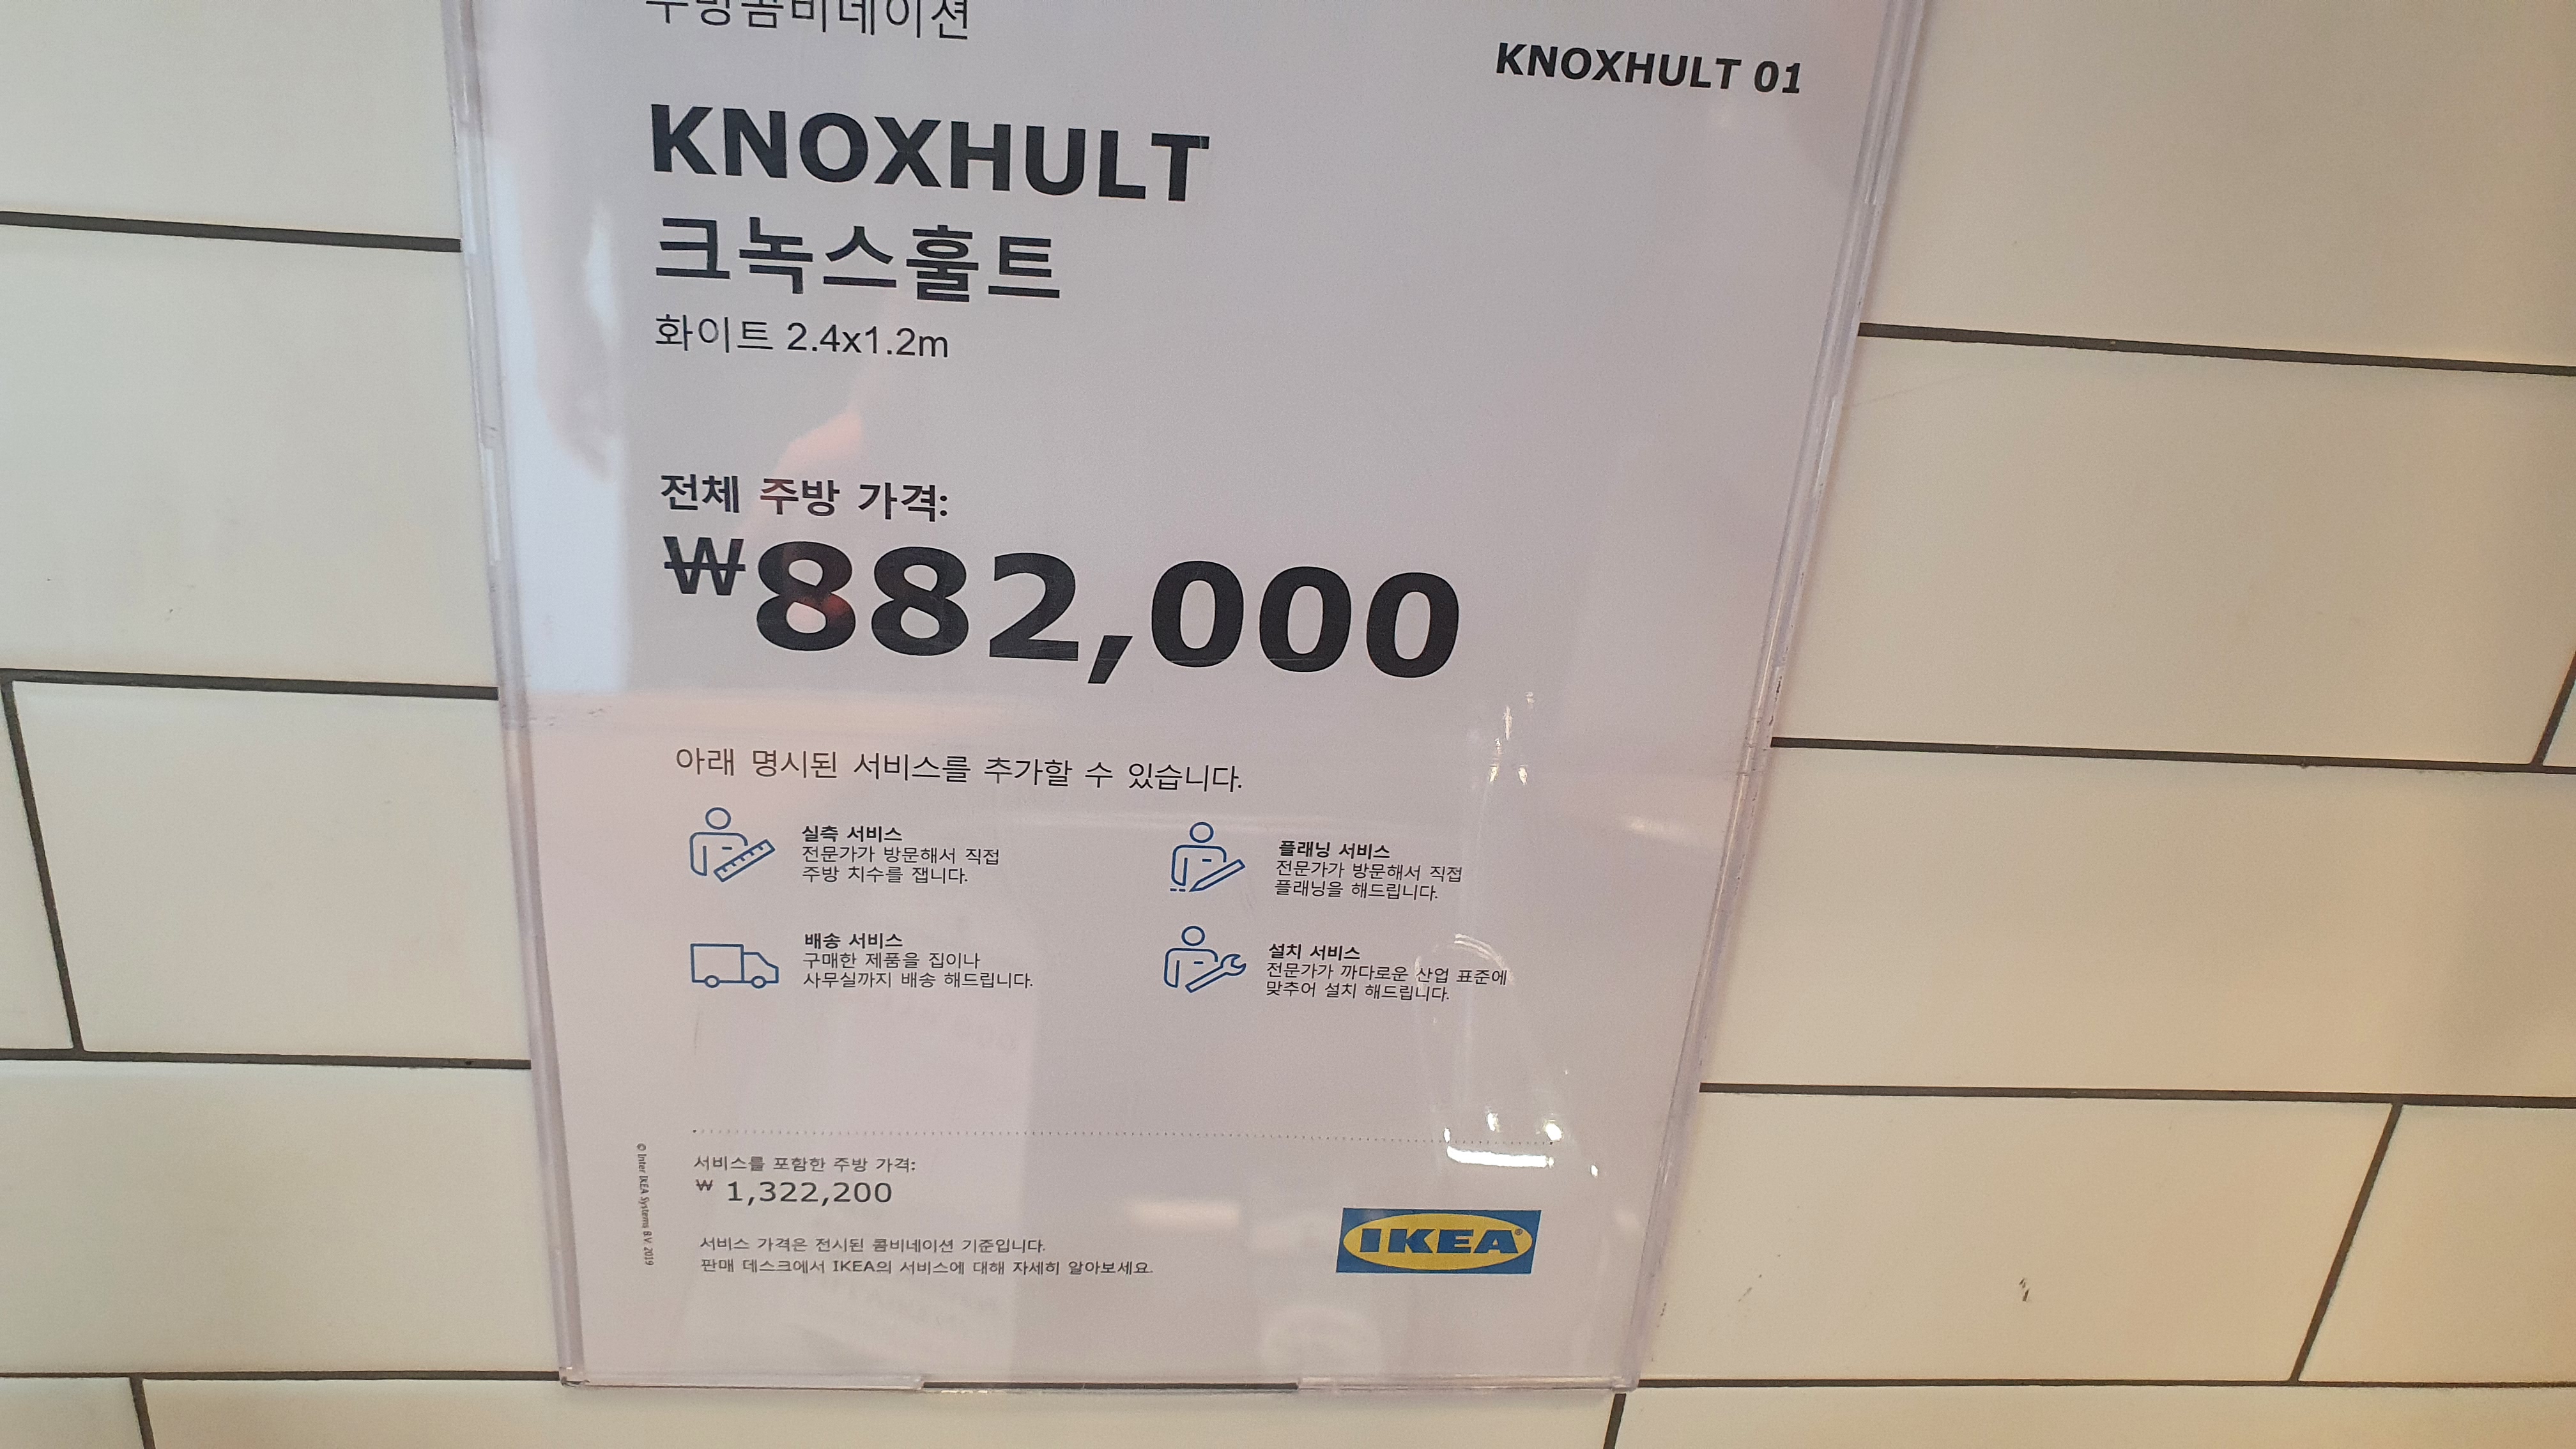 주방콤비네이션
KNOXHULT 01
KNOXHULT
크녹스훌트
화이트 2.4x1.2m
전체 주방 가격:
₩882,000
아래 명시된 서비스를 추가할 수 있습니다.
실측 서비스
전문가가 방문해서 직접
주방 치수를 잽니다.
플래닝 서비스
전문가가 방문해서 직접
플래닝을 해드립니다.
배송 서비스
구매한 제품을 집이나
사무실까지 배송 해드립니다.
설치 서비스
전문가가 까다로운 산업 표준에
맞추어 설치 해드립니다.
서비스를 포함한 주방 가격:
₩ 1,322,200
서비스 가격은 전시된 콤비네이션 기준입니다.
판매 데스크에서 IKEA의 서비스에 대해 자세히 알아보세요.
© Inter IKEA Systems B.V. 2019
IKEA®